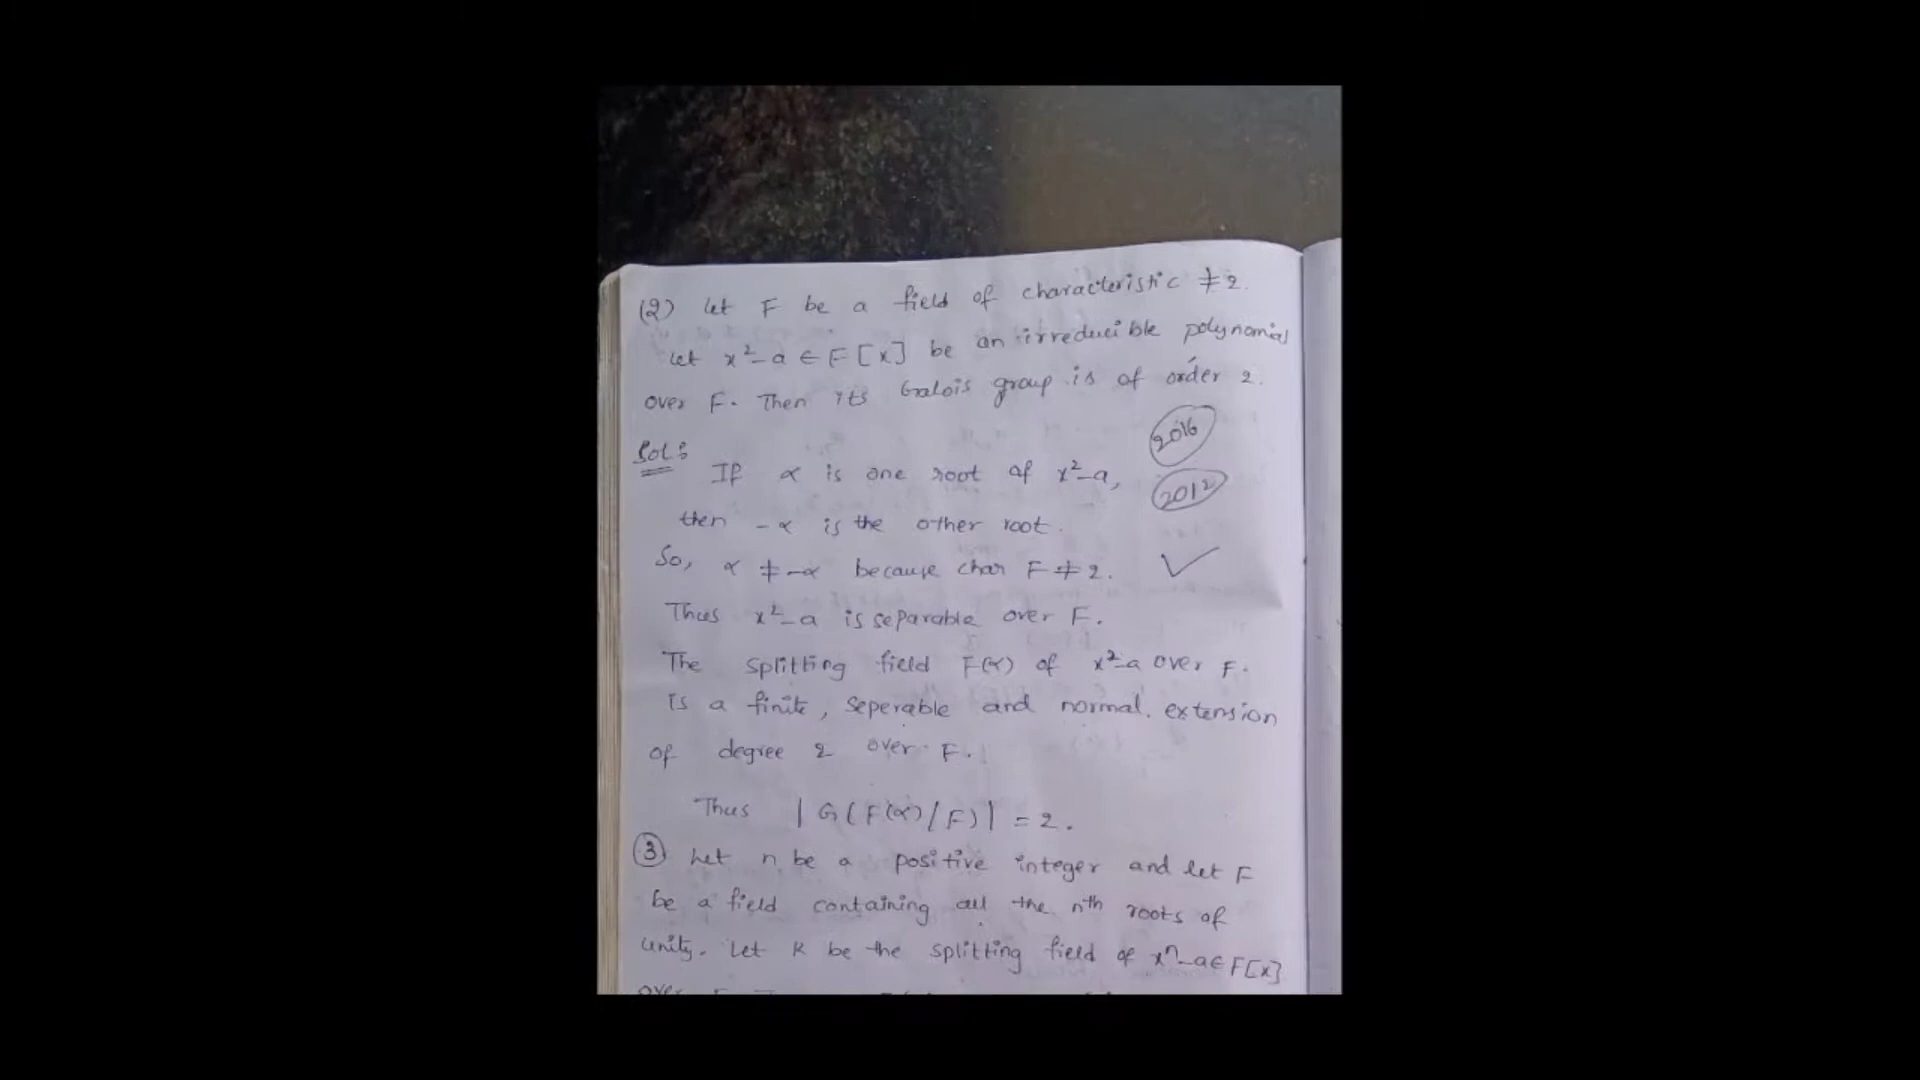 (2) Let F be a field of characteristic ≠ 2.
Let x²-a ∈ F[x] be an irreducible polynomial
over F. Then its Galois group is of order 2.
2016
Sol:
If α is one root of x²-a,
2012
then -α is the other root.
So, α ≠ -α because char F ≠ 2.
Thus x²-a is separable over F.
The splitting field F(α) of x²-a over F.
is a finite, seperable and normal. extension
of degree 2 over F.
Thus |G(F(α)/F)| = 2.
(3) Let n be a positive integer and let F
be a field containing all the nth roots of
unity. Let K be the splitting field of xⁿ-a ∈ F[x]
over